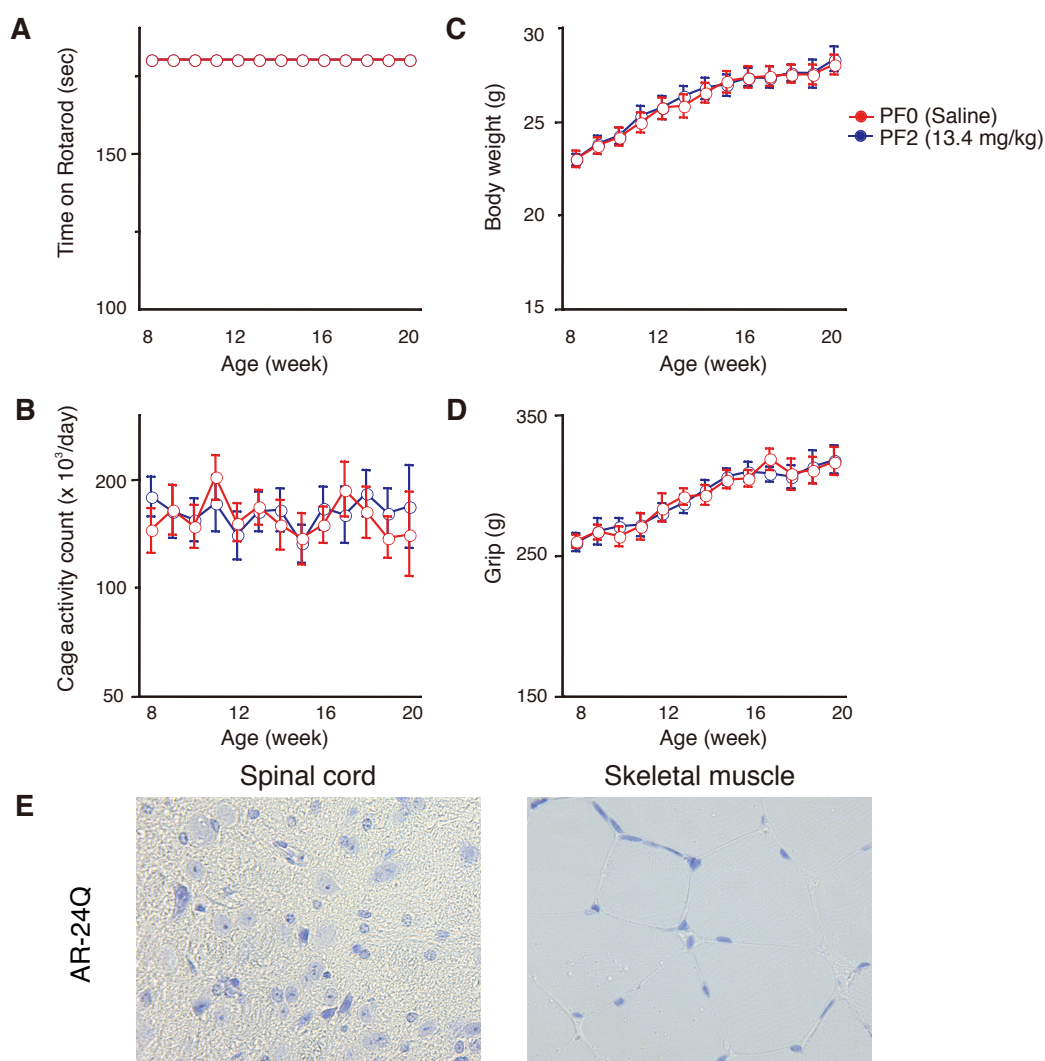 A
Time on Rotarod (sec)
150
100
8 12 16 20
Age (week)
C
Body weight (g)
30
25
20
15
8 12 16 20
Age (week)
PF0 (Saline)
PF2 (13.4 mg/kg)
B
Cage activity count (x 10³/day)
200
100
50
8 12 16 20
Age (week)
D
Grip (g)
350
250
150
8 12 16 20
Age (week)
E
Spinal cord
Skeletal muscle
AR-24Q